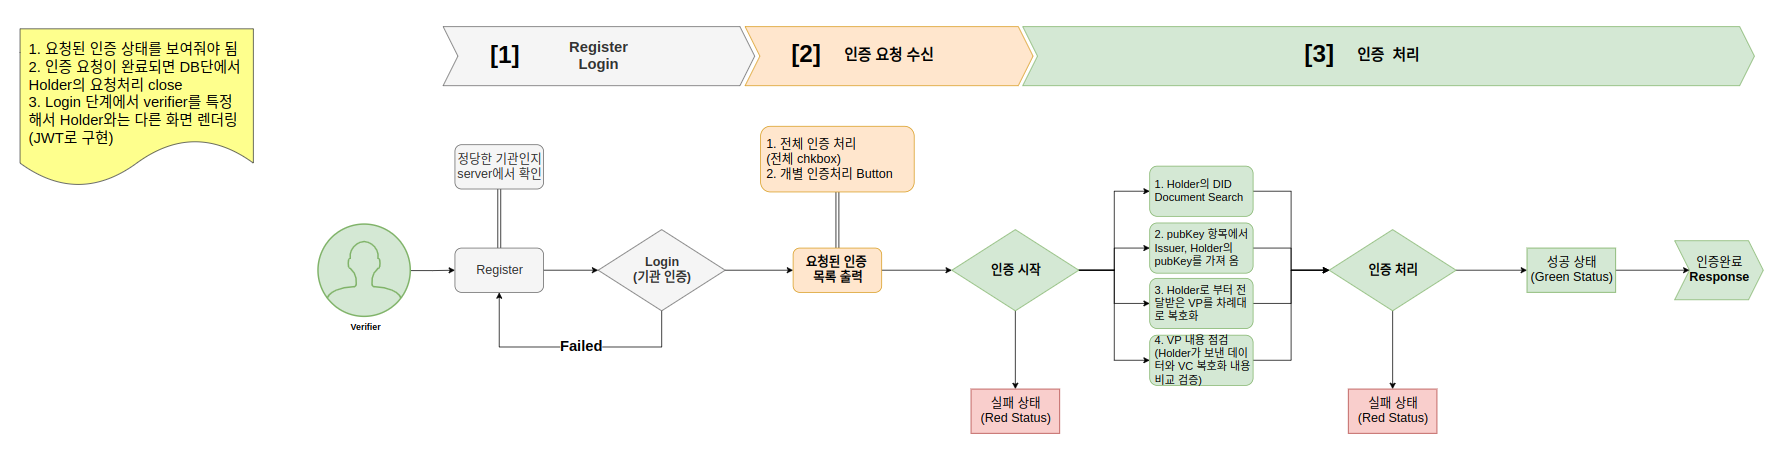 1. 요청된 인증 상태를 보여줘야 됨
2. 인증 요청이 완료되면 DB단에서
Holder의 요청처리 close
3. Login 단계에서 verifier를 특정
해서 Holder와는 다른 화면 렌더링
(JWT로 구현)
[1] Register
Login
[2] 인증 요청 수신
[3] 인증 처리
정당한 기관인지
server에서 확인
1. 전체 인증 처리
(전체 chkbox)
2. 개별 인증처리 Button
Verifier
Register
Login
(기관 인증)
Failed
요청된 인증
목록 출력
인증 시작
실패 상태
(Red Status)
1. Holder의 DID
Document Search
2. pubKey 항목에서
Issuer, Holder의
pubKey를 가져 옴
3. Holder로 부터 전
달받은 VP를 차례대
로 복호화
4. VP 내용 점검
(Holder가 보낸 데이
터와 VC 복호화 내용
비교 검증)
인증 처리
실패 상태
(Red Status)
성공 상태
(Green Status)
인증완료
Response